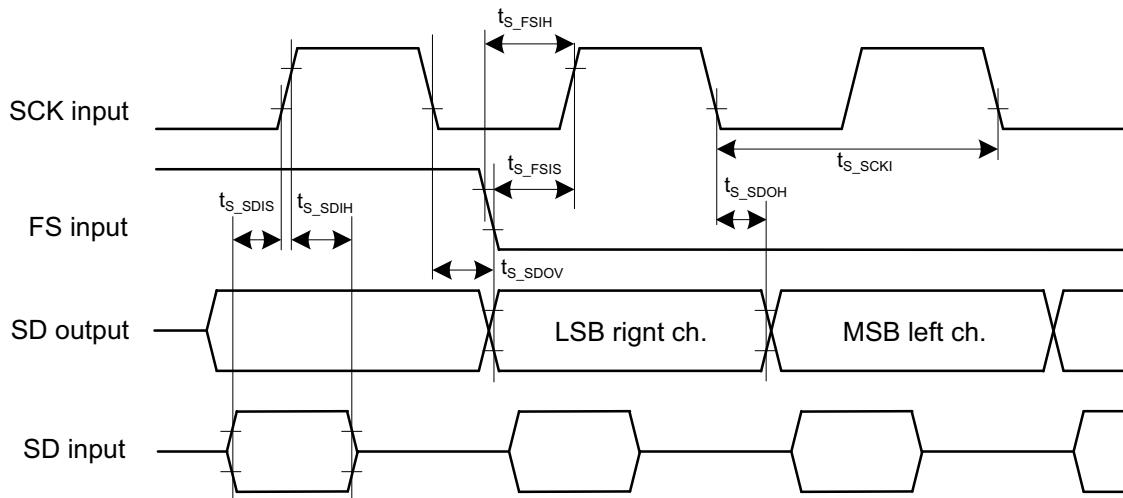 t_S_FSIH
SCK input
t_S_FSIS
t_S_SCKI
t_S_SDIS
t_S_SDIH
t_S_SDOH
FS input
t_S_SDOV
SD output
LSB rignt ch.
MSB left ch.
SD input